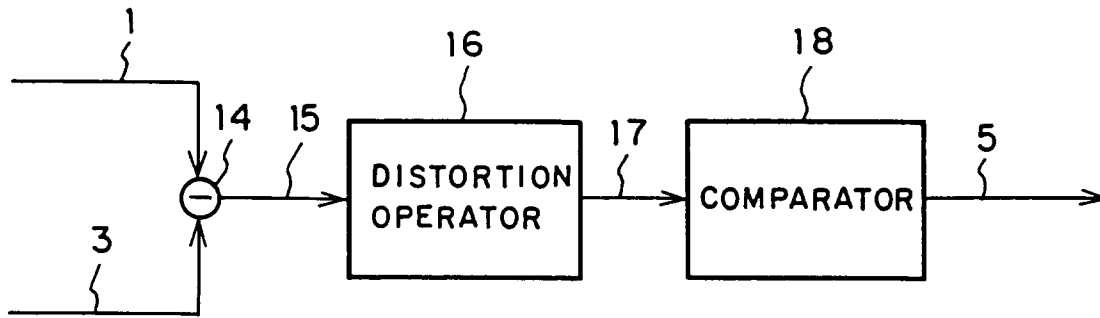 1
16
18
14
15
17
5
DISTORTION
OPERATOR
COMPARATOR
3